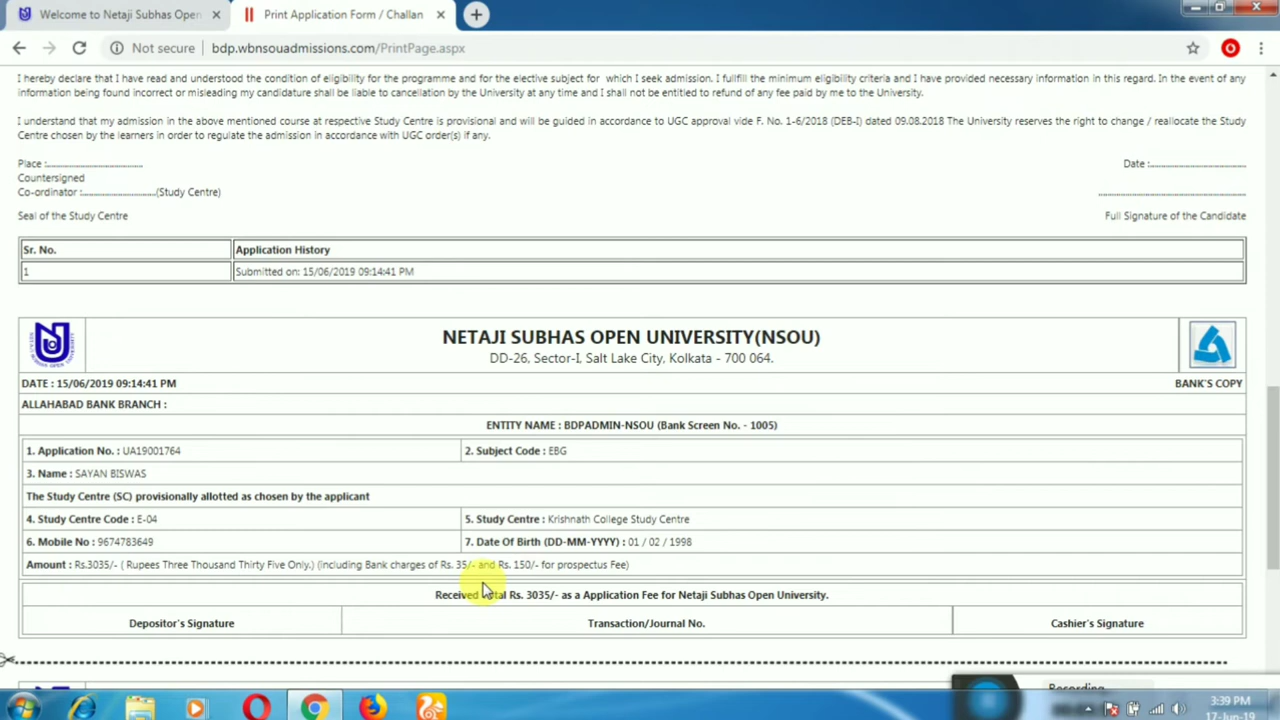 Welcome to Netaji Subhas Open
Print Application Form / Challan
Not secure
bdp.wbnsouadmissions.com/PrintPage.aspx
I hereby declare that I have read and understood the condition of eligibility for the programme and for the elective subject for which I seek admission. I fullfill the minimum eligibility criteria and I have provided necessary information in this regard. In the event of any
information being found incorrect or misleading my candidature shall be liable to cancellation by the University at any time and I shall not be entitled to refund of any fee paid by me to the University.
I understand that my admission in the above mentioned course at respective Study Centre is provisional and will be guided in accordance to UGC approval vide F. No. 1-6/2018 (DEB-I) dated 09.08.2018 The University reserves the right to change / reallocate the Study
Centre chosen by the learners in order to regulate the admission in accordance with UGC order(s) if any.
Place :................................ Date :................................
Countersigned
Co-ordinator :........................(Study Centre)
Seal of the Study Centre Full Signature of the Candidate
Sr. No. Application History
1 Submitted on: 15/06/2019 09:14:41 PM
NETAJI SUBHAS OPEN UNIVERSITY(NSOU)
DD-26, Sector-I, Salt Lake City, Kolkata - 700 064.
DATE : 15/06/2019 09:14:41 PM BANK'S COPY
ALLAHABAD BANK BRANCH :
ENTITY NAME : BDPADMIN-NSOU (Bank Screen No. - 1005)
1. Application No. : UA19001764 2. Subject Code : EBG
3. Name : SAYAN BISWAS
The Study Centre (SC) provisionally allotted as chosen by the applicant
4. Study Centre Code : E-04 5. Study Centre : Krishnath College Study Centre
6. Mobile No : 9674783649 7. Date Of Birth (DD-MM-YYYY) : 01 / 02 / 1998
Amount : Rs.3035/- ( Rupees Three Thousand Thirty Five Only.) (including Bank charges of Rs. 35/- and Rs. 150/- for prospectus Fee)
Received Total Rs. 3035/- as a Application Fee for Netaji Subhas Open University.
Depositor's Signature Transaction/Journal No. Cashier's Signature
Recording
3:39 PM
17-Jun-19